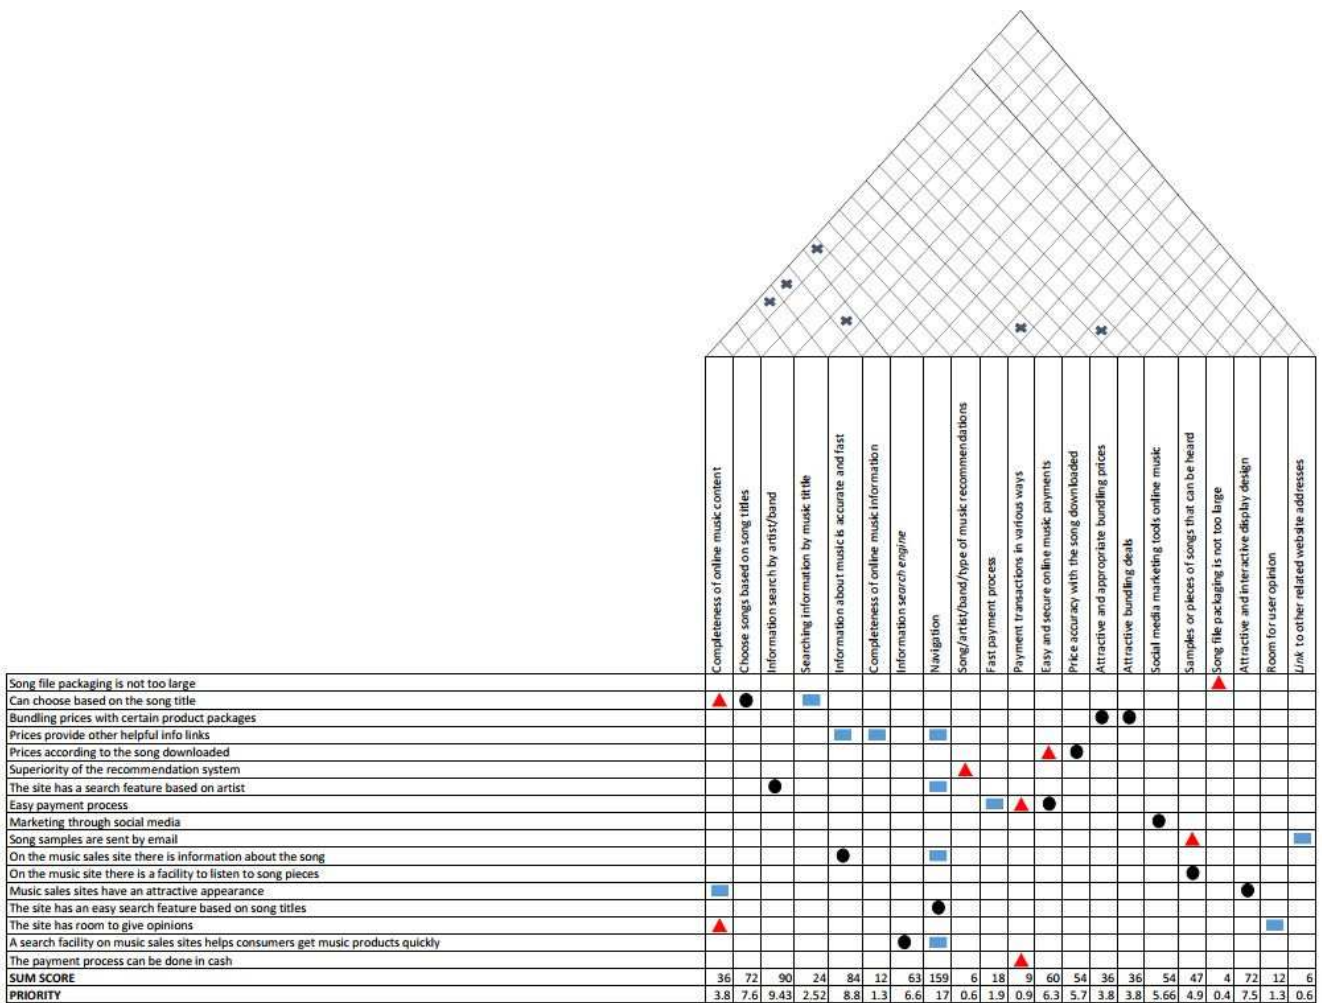 Completeness of online music content
Choose songs based on song titles
Information search by artist/band
Searching information by music tittle
Information about music is accurate and fast
Completeness of online music information
Information search engine
Navigation
Song/artist/band/type of music recommendations
Fast payment process
Payment transactions in various ways
Easy and secure online music payments
Price accuracy with the song downloaded
Attractive and appropriate bundling prices
Attractive bundling deals
Social media marketing tools online music
Samples or pieces of songs that can be heard
Song file packaging is not too large
Attractive and interactive display design
Room for user opinion
Link to other related website addresses
Song file packaging is not too large
Can choose based on the song title
Bundling prices with certain product packages
Prices provide other helpful info links
Prices according to the song downloaded
Superiority of the recommendation system
The site has a search feature based on artist
Easy payment process
Marketing through social media
Song samples are sent by email
On the music sales site there is information about the song
On the music site there is a facility to listen to song pieces
Music sales sites have an attractive appearance
The site has an easy search feature based on song titles
The site has room to give opinions
A search facility on music sales sites helps consumers get music products quickly
The payment process can be done in cash
SUM SCORE 36 72 90 24 84 12 63 159 6 18 9 60 54 36 36 54 47 4 72 12 6
PRIORITY 3.8 7.6 9.43 2.52 8.8 1.3 6.6 17 0.6 1.9 0.9 6.3 5.7 3.8 3.8 5.66 4.9 0.4 7.5 1.3 0.6